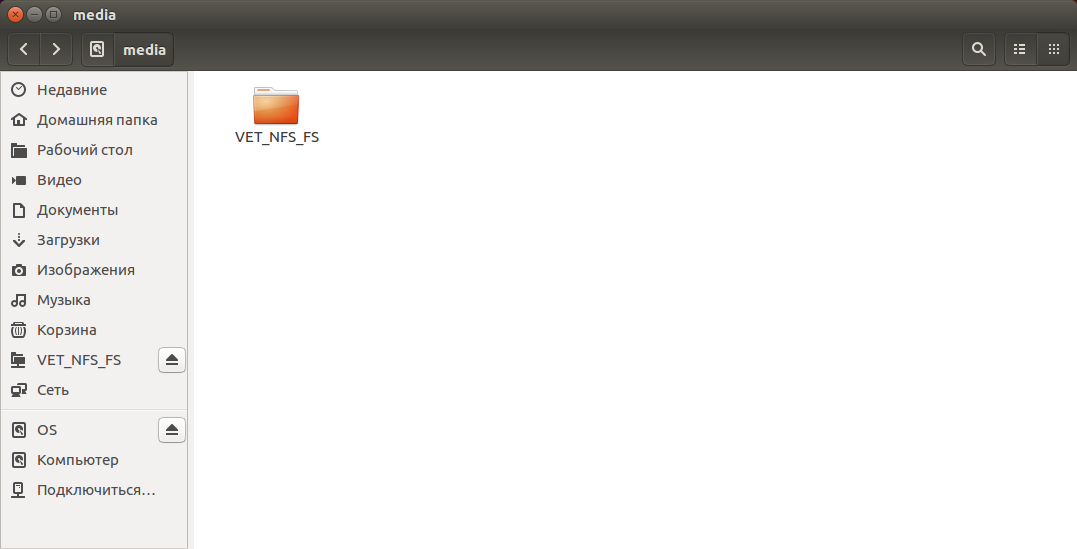 media
media
Недавние
Домашняя папка
Рабочий стол
Видео
Документы
Загрузки
Изображения
Музыка
Корзина
VET_NFS_FS
Сеть
OS
Компьютер
Подключиться…
VET_NFS_FS